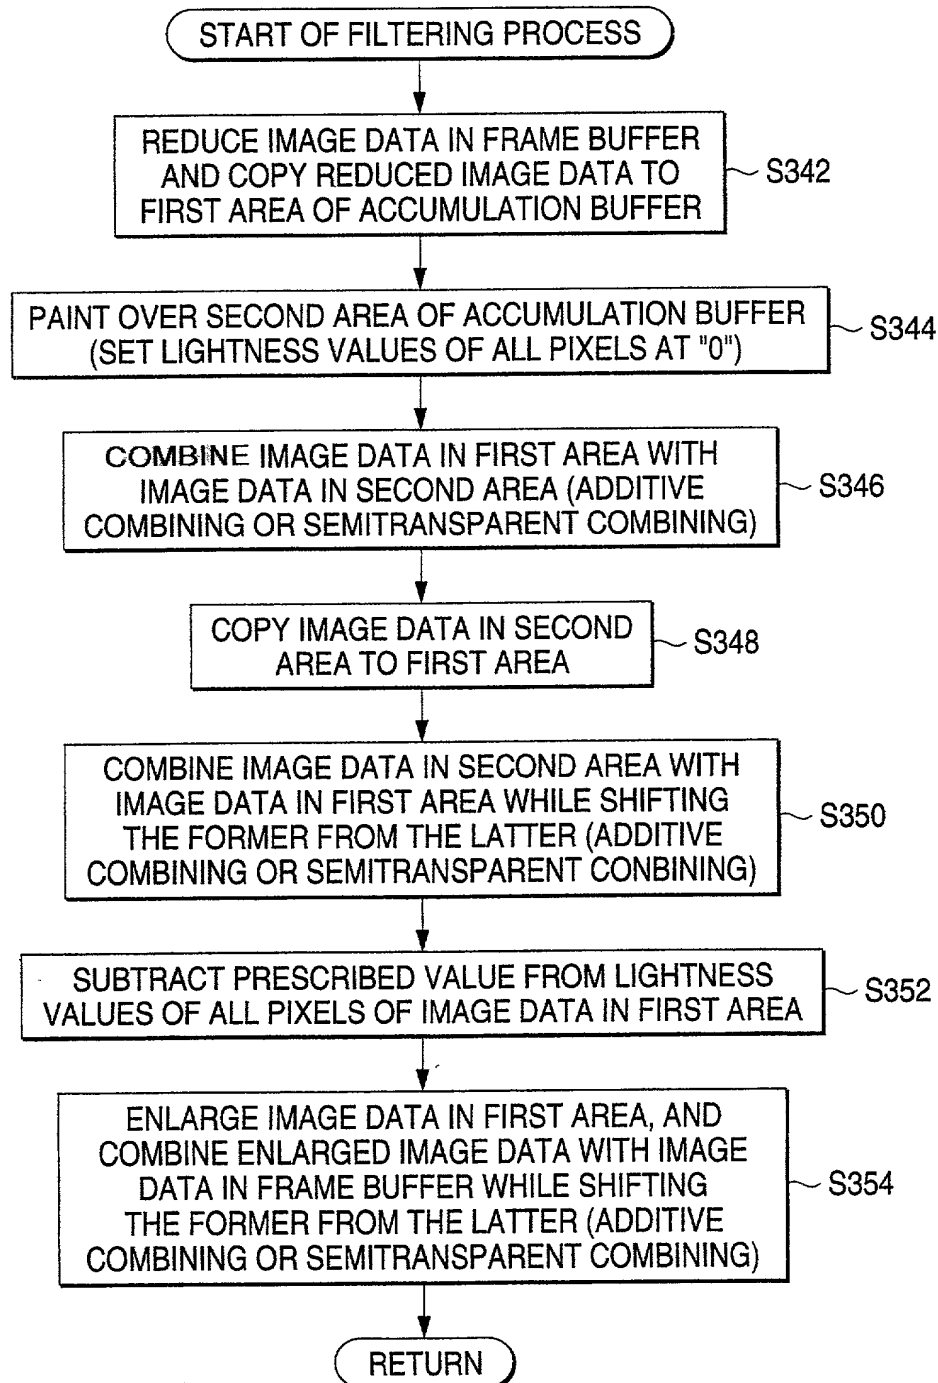 START OF FILTERING PROCESS
REDUCE IMAGE DATA IN FRAME BUFFER
AND COPY REDUCED IMAGE DATA TO
FIRST AREA OF ACCUMULATION BUFFER
S342
PAINT OVER SECOND AREA OF ACCUMULATION BUFFER
(SET LIGHTNESS VALUES OF ALL PIXELS AT "0")
S344
COMBINE IMAGE DATA IN FIRST AREA WITH
IMAGE DATA IN SECOND AREA (ADDITIVE
COMBINING OR SEMITRANSPARENT COMBINING)
S346
COPY IMAGE DATA IN SECOND
AREA TO FIRST AREA
S348
COMBINE IMAGE DATA IN SECOND AREA WITH
IMAGE DATA IN FIRST AREA WHILE SHIFTING
THE FORMER FROM THE LATTER (ADDITIVE
COMBINING OR SEMITRANSPARENT CONBINING)
S350
SUBTRACT PRESCRIBED VALUE FROM LIGHTNESS
VALUES OF ALL PIXELS OF IMAGE DATA IN FIRST AREA
S352
ENLARGE IMAGE DATA IN FIRST AREA, AND
COMBINE ENLARGED IMAGE DATA WITH IMAGE
DATA IN FRAME BUFFER WHILE SHIFTING
THE FORMER FROM THE LATTER (ADDITIVE
COMBINING OR SEMITRANSPARENT COMBINING)
S354
RETURN